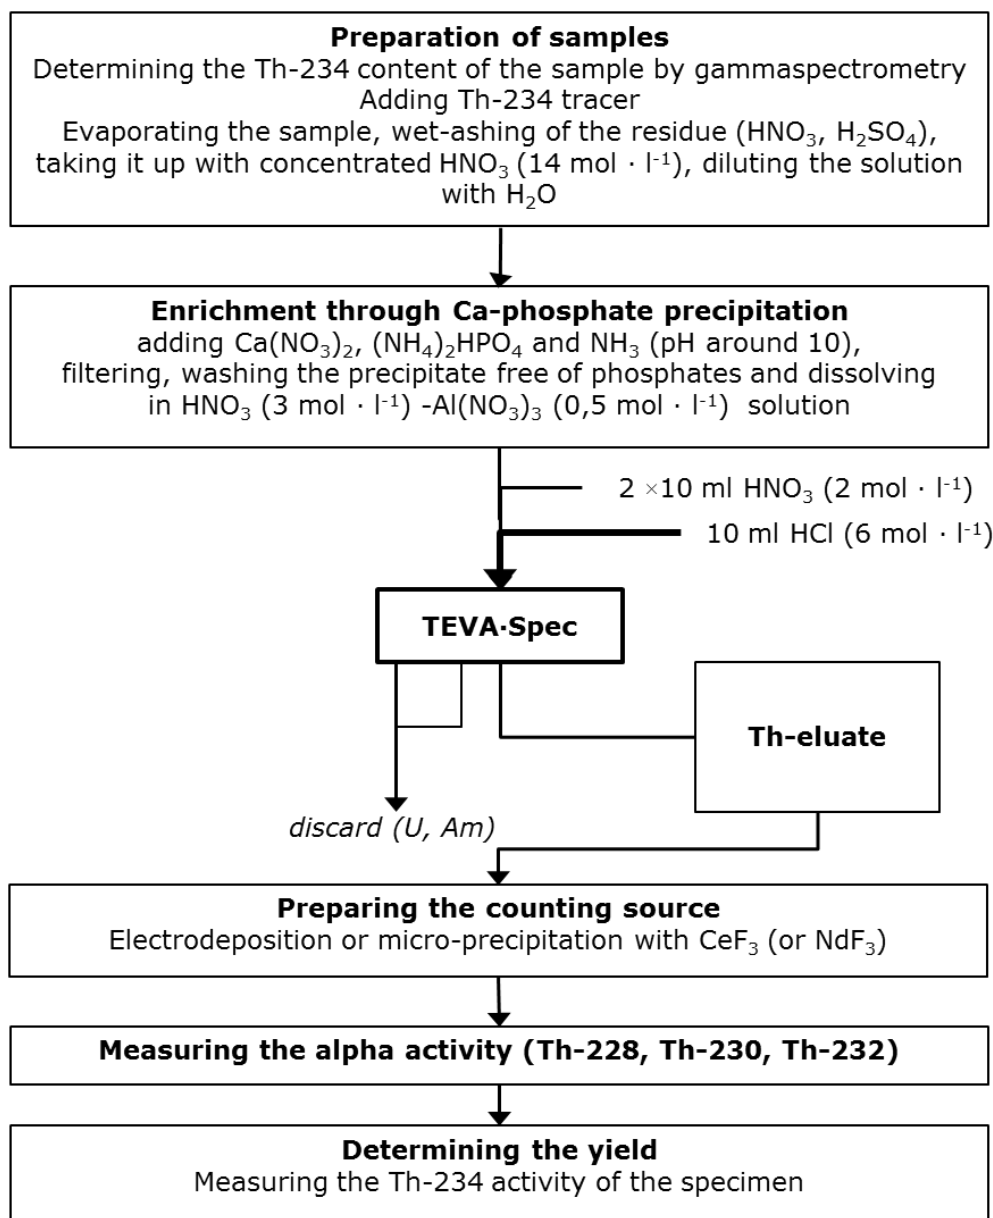 Preparation of samples
Determining the Th-234 content of the sample by gammaspectrometry
Adding Th-234 tracer
Evaporating the sample, wet-ashing of the residue (HNO₃, H₂SO₄),
taking it up with concentrated HNO₃ (14 mol · l⁻¹), diluting the solution
with H₂O
Enrichment through Ca-phosphate precipitation
adding Ca(NO₃)₂, (NH₄)₂HPO₄ and NH₃ (pH around 10),
filtering, washing the precipitate free of phosphates and dissolving
in HNO₃ (3 mol · l⁻¹) -Al(NO₃)₃ (0,5 mol · l⁻¹) solution
2 ×10 ml HNO₃ (2 mol · l⁻¹)
10 ml HCl (6 mol · l⁻¹)
TEVA·Spec
Th-eluate
discard (U, Am)
Preparing the counting source
Electrodeposition or micro-precipitation with CeF₃ (or NdF₃)
Measuring the alpha activity (Th-228, Th-230, Th-232)
Determining the yield
Measuring the Th-234 activity of the specimen